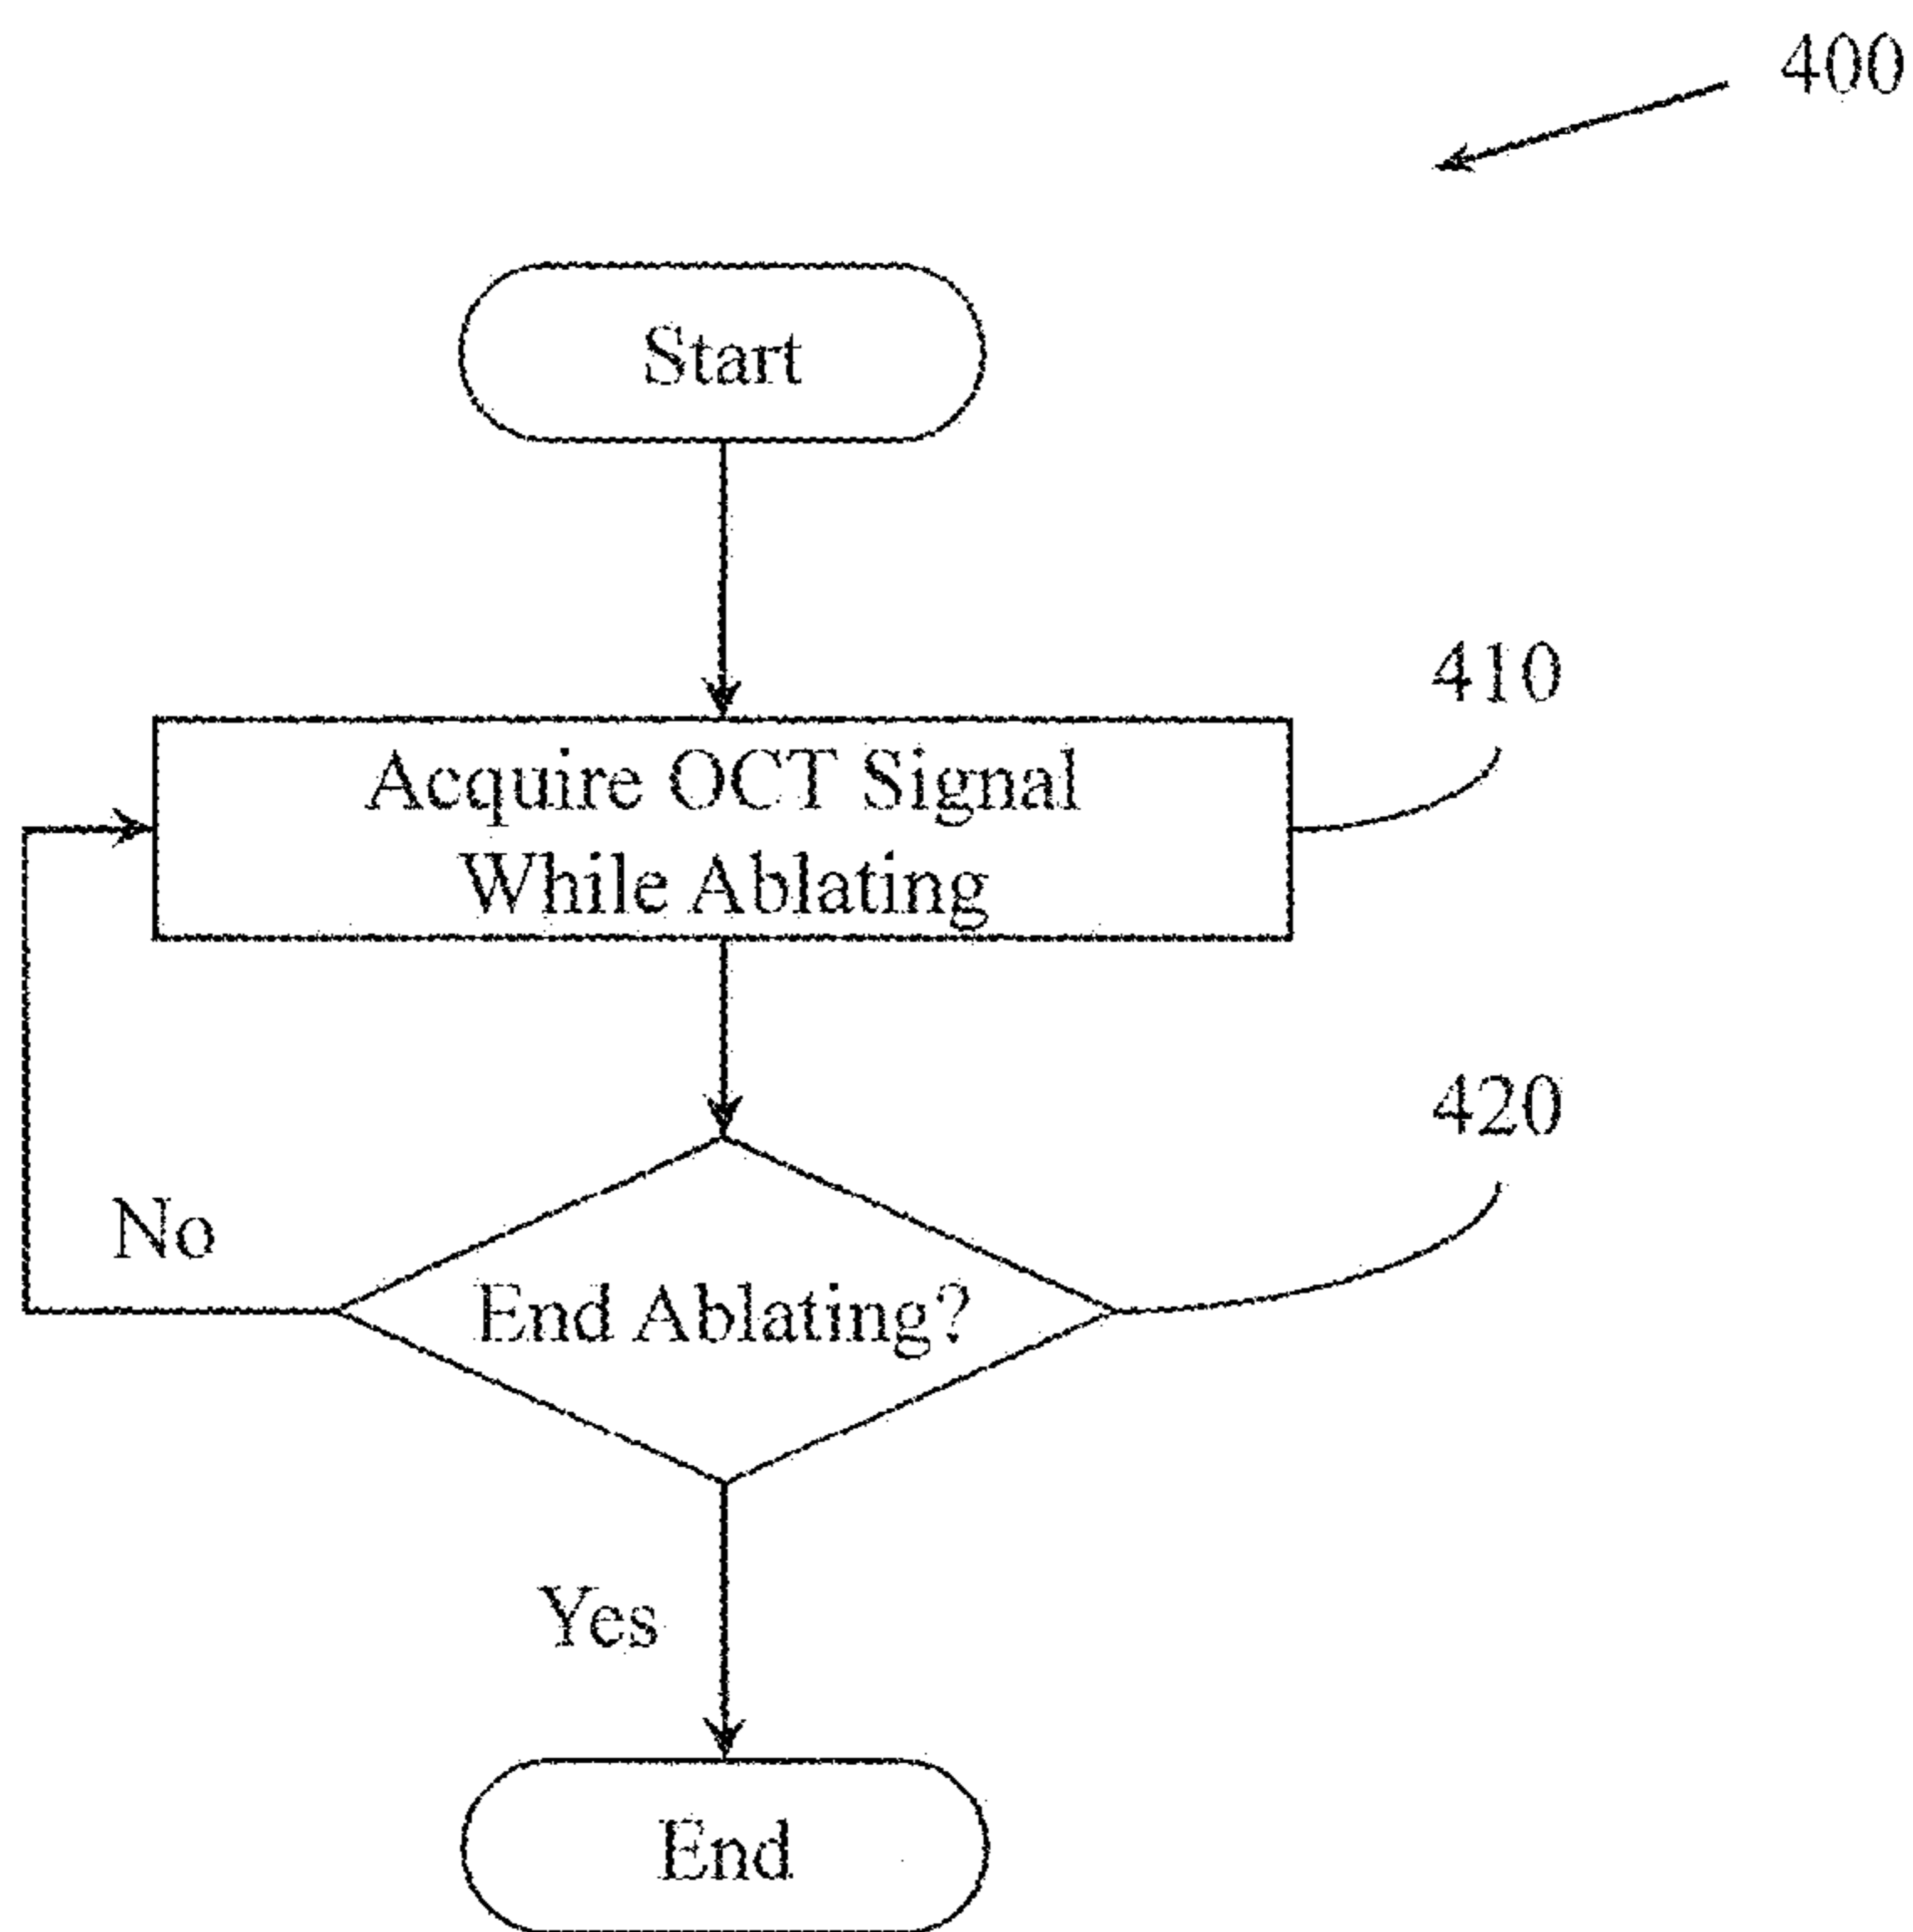 400
Start
410
Acquire OCT Signal
While Ablating
420
No
End Ablating?
Yes
End